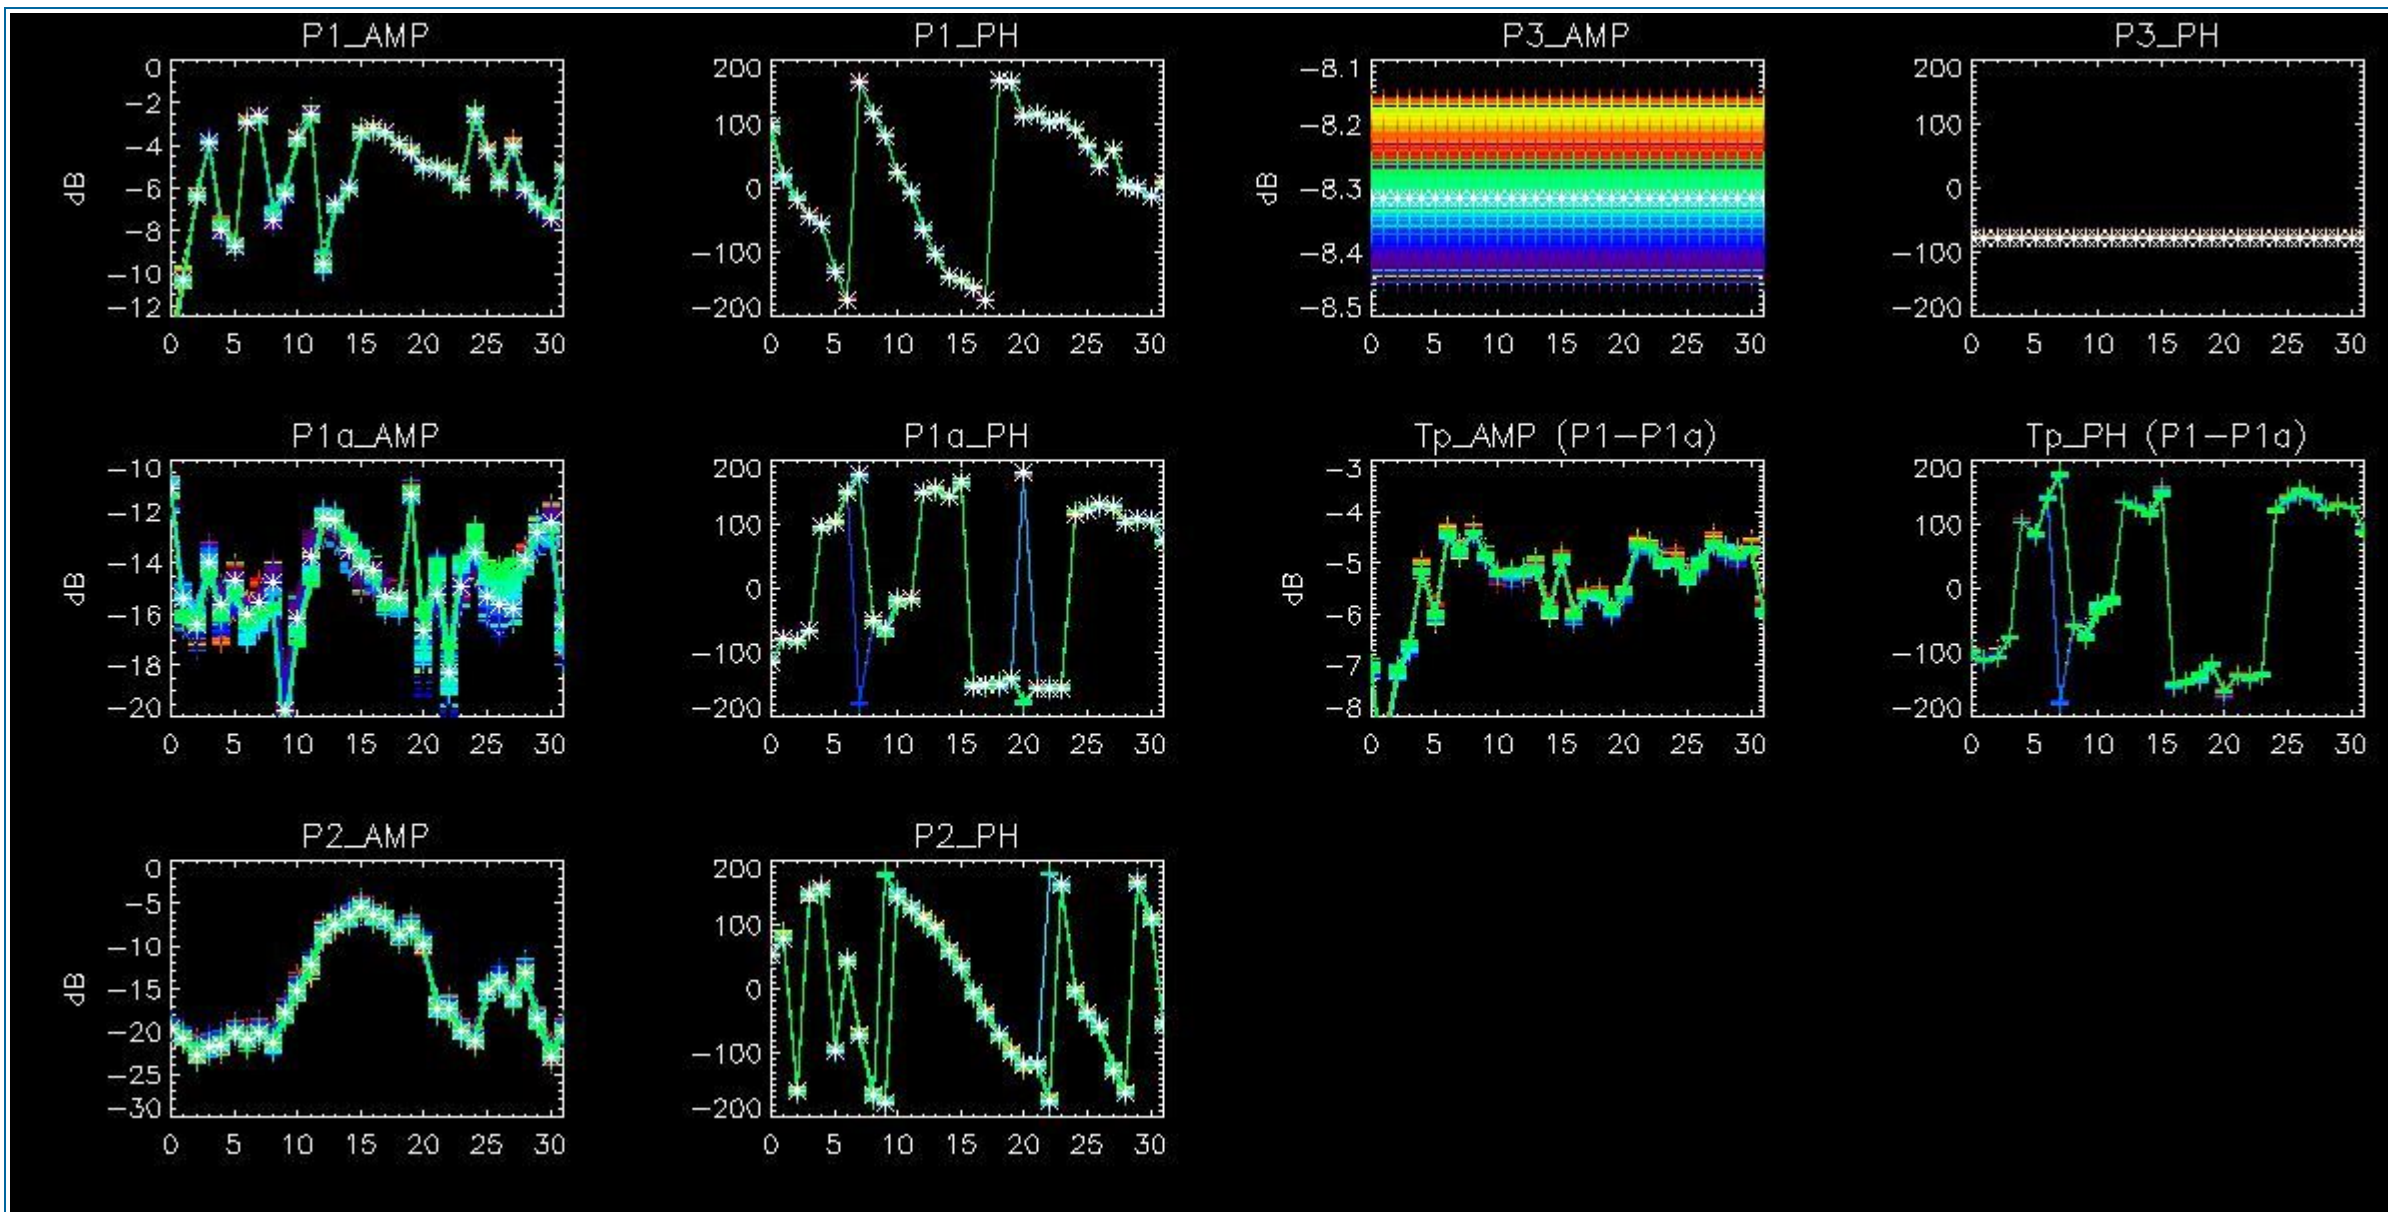 P1_AMP
0
−2
−4
−6
−8
−10
−12
dB
0 5 10 15 20 25 30
P1_PH
200
100
0
−100
−200
0 5 10 15 20 25 30
P3_AMP
−8.1
−8.2
−8.3
−8.4
−8.5
dB
0 5 10 15 20 25 30
P3_PH
200
100
0
−100
−200
0 5 10 15 20 25 30
P1a_AMP
−10
−12
−14
−16
−18
−20
dB
0 5 10 15 20 25 30
P1a_PH
200
100
0
−100
−200
0 5 10 15 20 25 30
Tp_AMP (P1−P1a)
−3
−4
−5
−6
−7
−8
dB
0 5 10 15 20 25 30
Tp_PH (P1−P1a)
200
100
0
−100
−200
0 5 10 15 20 25 30
P2_AMP
0
−5
−10
−15
−20
−25
−30
dB
0 5 10 15 20 25 30
P2_PH
200
100
0
−100
−200
0 5 10 15 20 25 30